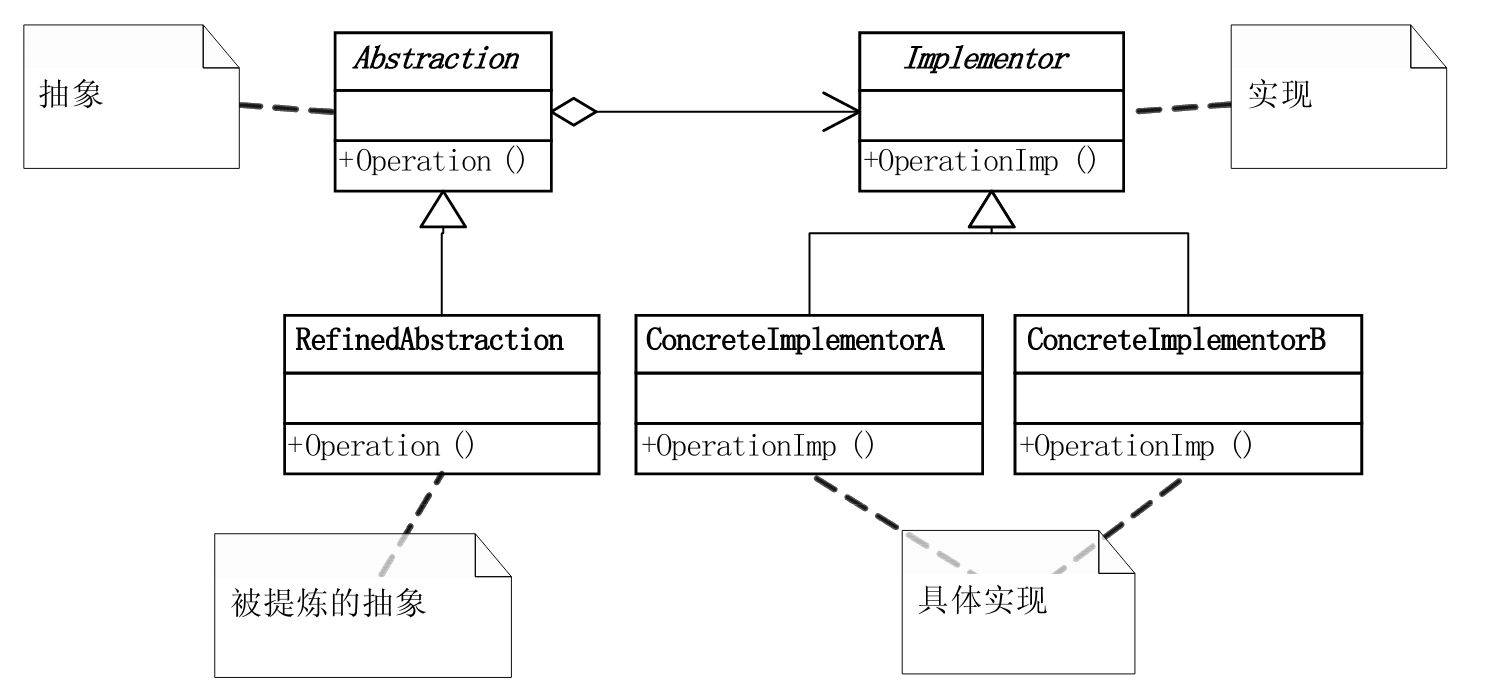 抽象
Abstraction
+Operation ()
Implementor
+OperationImp ()
实现
RefinedAbstraction
+Operation ()
ConcreteImplementorA
+OperationImp ()
ConcreteImplementorB
+OperationImp ()
被提炼的抽象
具体实现